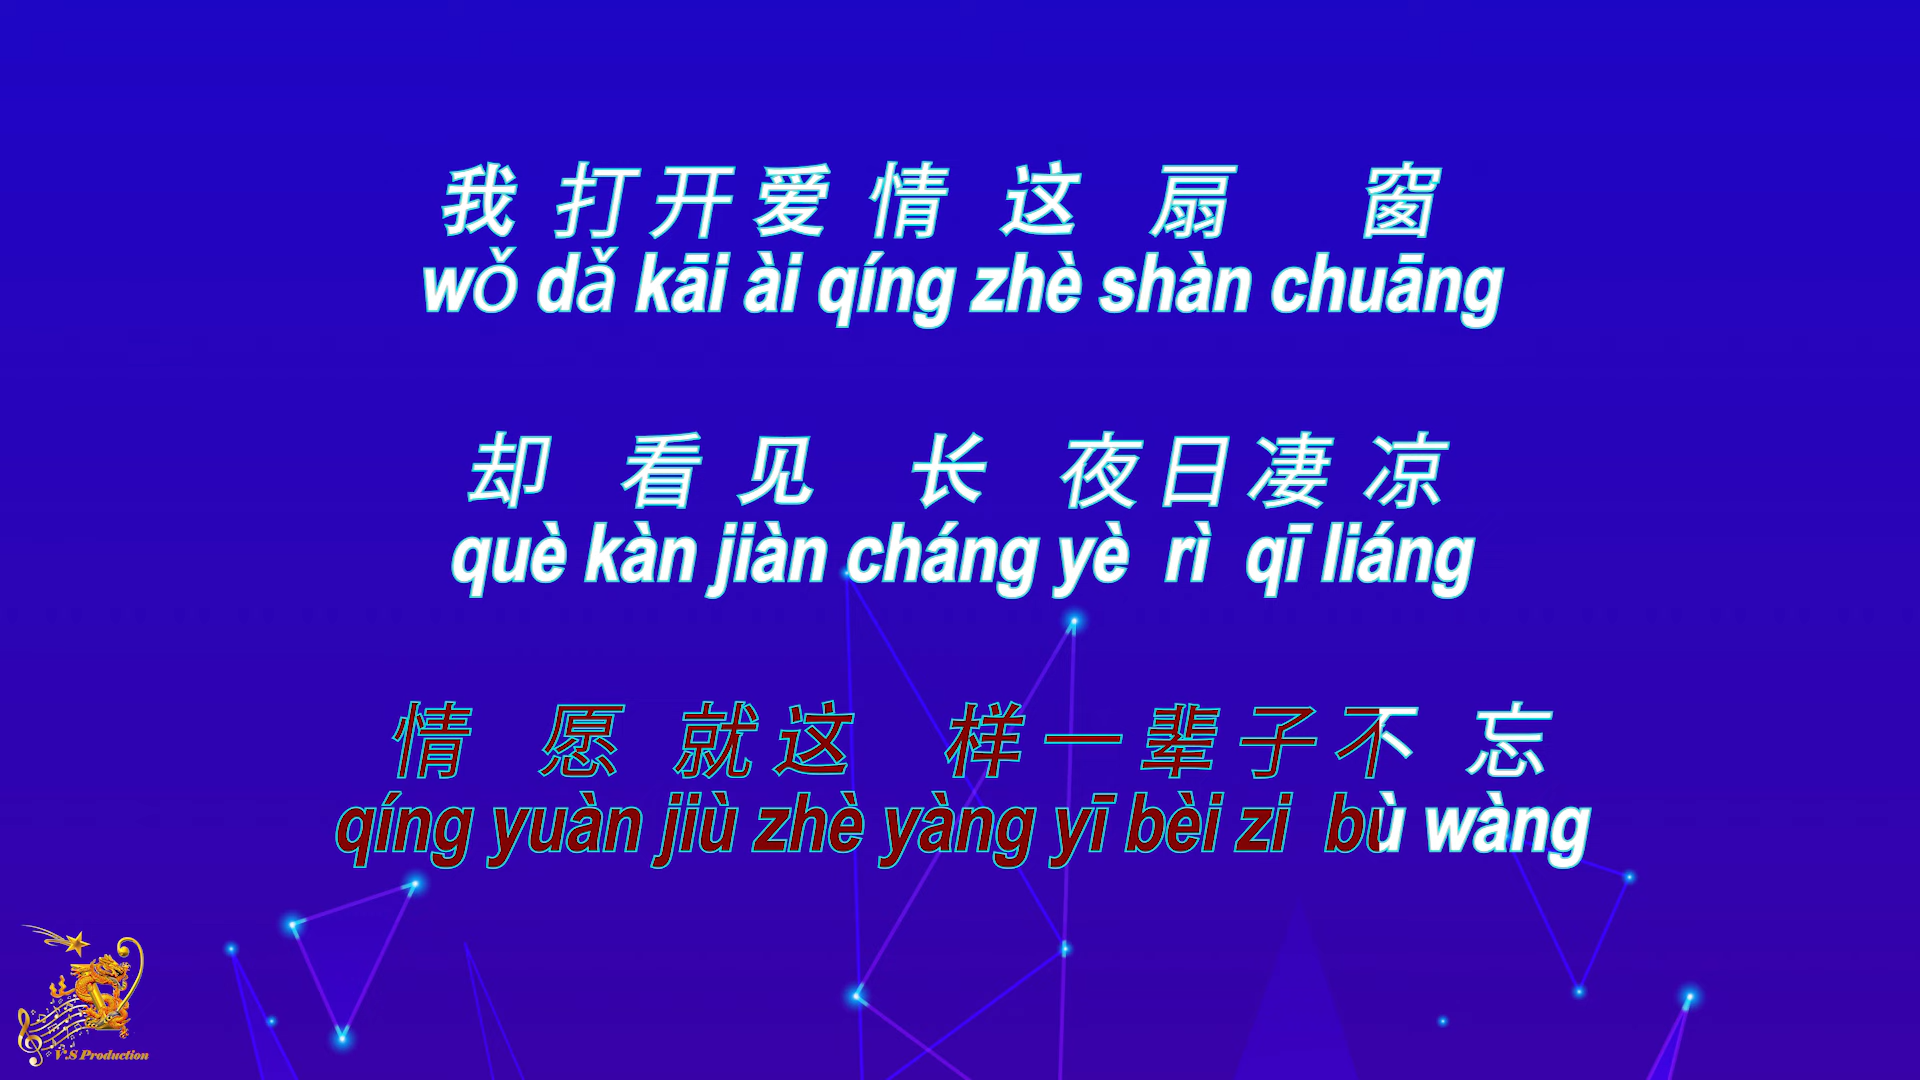 我 打 开 爱 情 这 扇 窗
wǒ dǎ kāi ài qíng zhè shàn chuāng
却 看 见 长 夜 日 凄 凉
què kàn jiàn cháng yè rì qī liáng
情 愿 就 这 样 一 辈 子 不 忘
qíng yuàn jiù zhè yàng yī bèi zi bù wàng
V.S Production